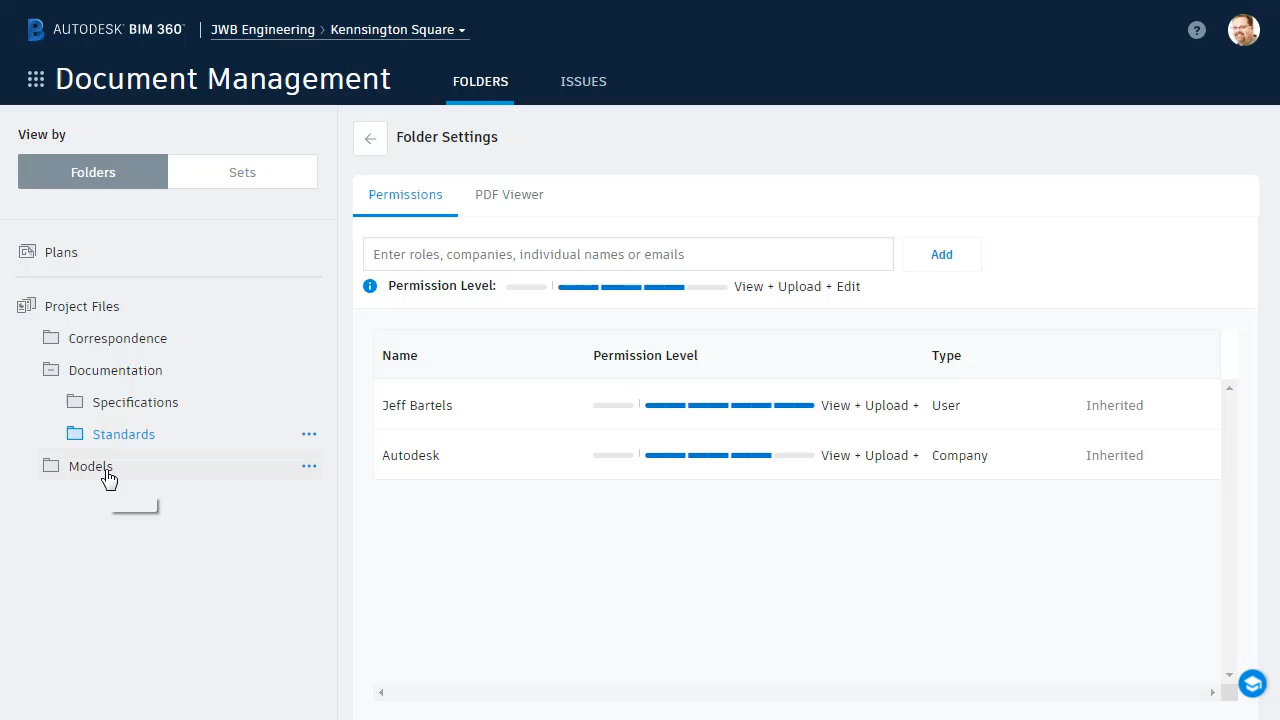 AUTODESK® BIM 360™ JWB Engineering > Kennsington Square
Document Management FOLDERS ISSUES
View by
Folders Sets
Plans
Project Files
Correspondence
Documentation
Specifications
Standards
Models
Folder Settings
Permissions PDF Viewer
Enter roles, companies, individual names or emails Add
Permission Level: View + Upload + Edit
Name Permission Level Type
Jeff Bartels View + Upload + User Inherited
Autodesk View + Upload + Company Inherited